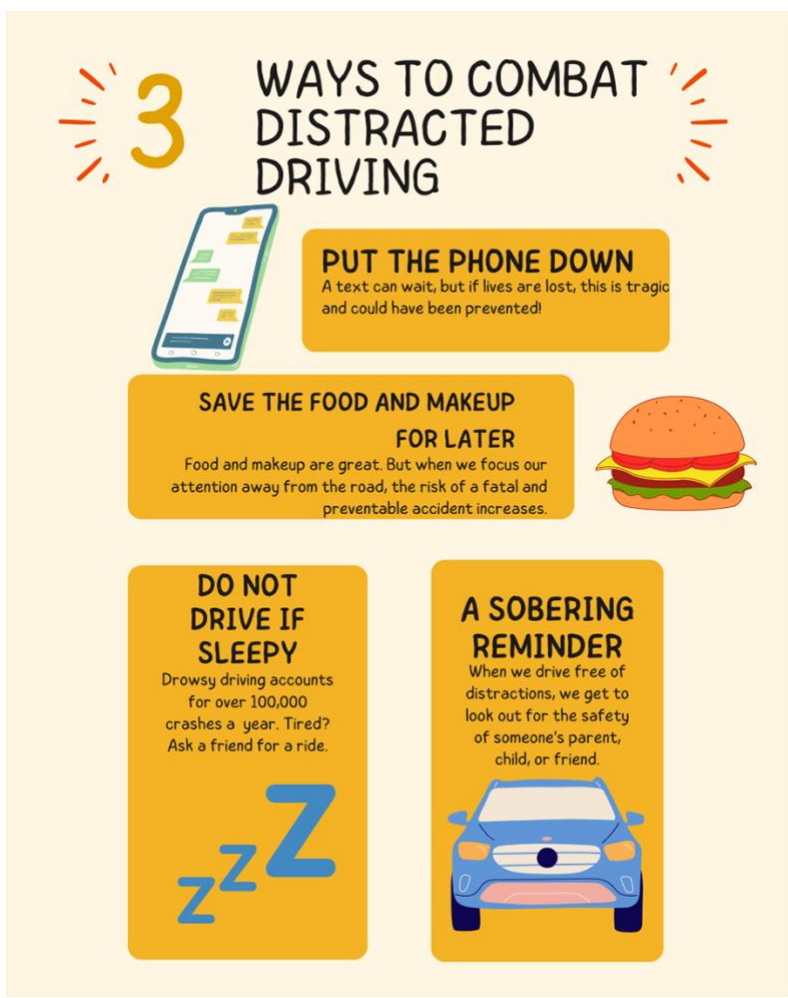 3
WAYS TO COMBAT
DISTRACTED
DRIVING
PUT THE PHONE DOWN
A text can wait, but if lives are lost, this is tragic
and could have been prevented!
SAVE THE FOOD AND MAKEUP
FOR LATER
Food and makeup are great. But when we focus our
attention away from the road, the risk of a fatal and
preventable accident increases.
DO NOT
DRIVE IF
SLEEPY
Drowsy driving accounts
for over 100,000
crashes a year. Tired?
Ask a friend for a ride.
Z
Z
Z
A SOBERING
REMINDER
When we drive free of
distractions, we get to
look out for the safety
of someone's parent,
child, or friend.